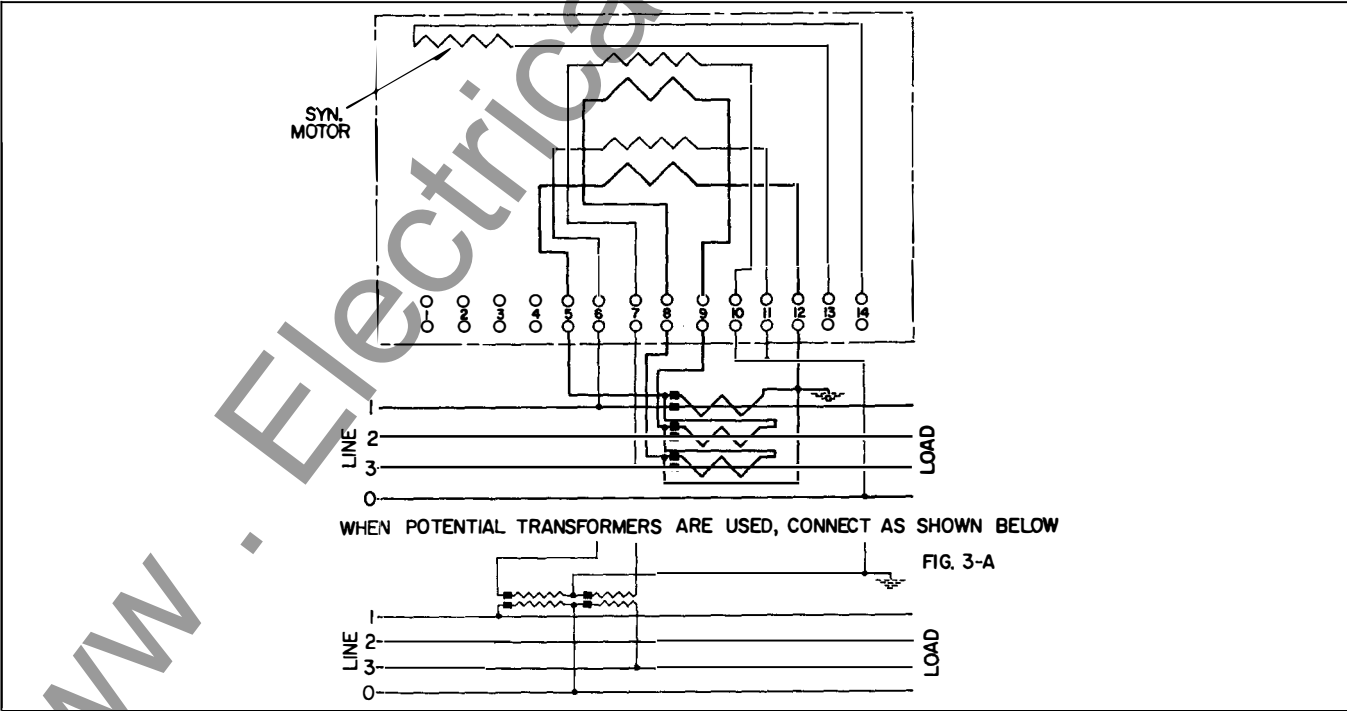 SYN.
MOTOR
1 2 3 4 5 6 7 8 9 10 11 12 13 14
1
LINE 2
3
0
LOAD
WHEN POTENTIAL TRANSFORMERS ARE USED, CONNECT AS SHOWN BELOW
FIG. 3-A
1
LINE 2
3
0
LOAD
ww . Electrica